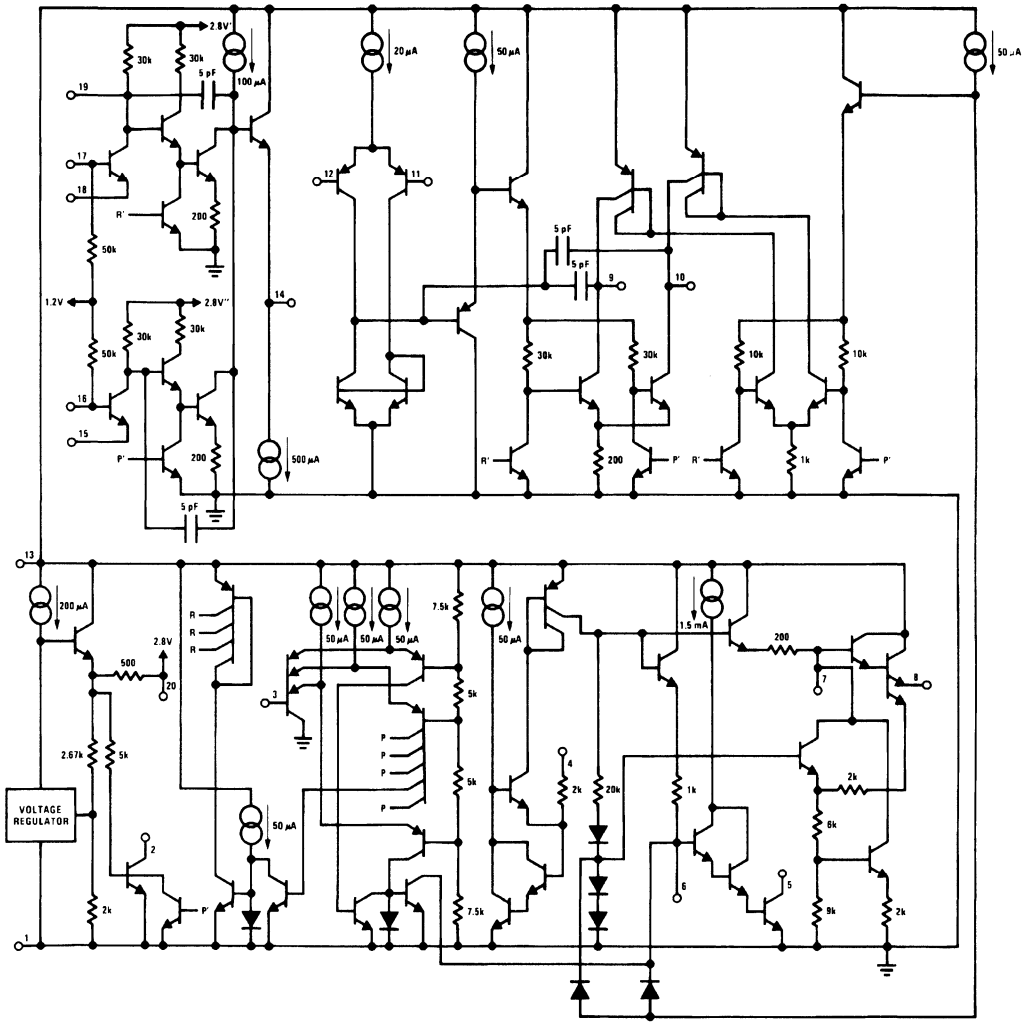 2.8V'
30k
30k
5 pF
100 µA
20 µA
50 µA
50 µA
19
17
18
R'
200
50k
12
11
5 pF
5 pF
9
10
14
1.2V
2.8V''
30k
30k
50k
16
15
P'
200
5 pF
500 µA
30k
30k
10k
10k
R'
200
P'
R'
1k
P'
13
200 µA
2.8V
500
20
2.67k
5k
VOLTAGE
REGULATOR
2
2k
P'
1
R
R
R
50 µA
50 µA
50 µA
50 µA
3
7.5k
5k
P
P
P
P
5k
7.5k
50 µA
4
2k
20k
1k
6
1.5 mA
5
200
7
8
2k
6k
9k
2k